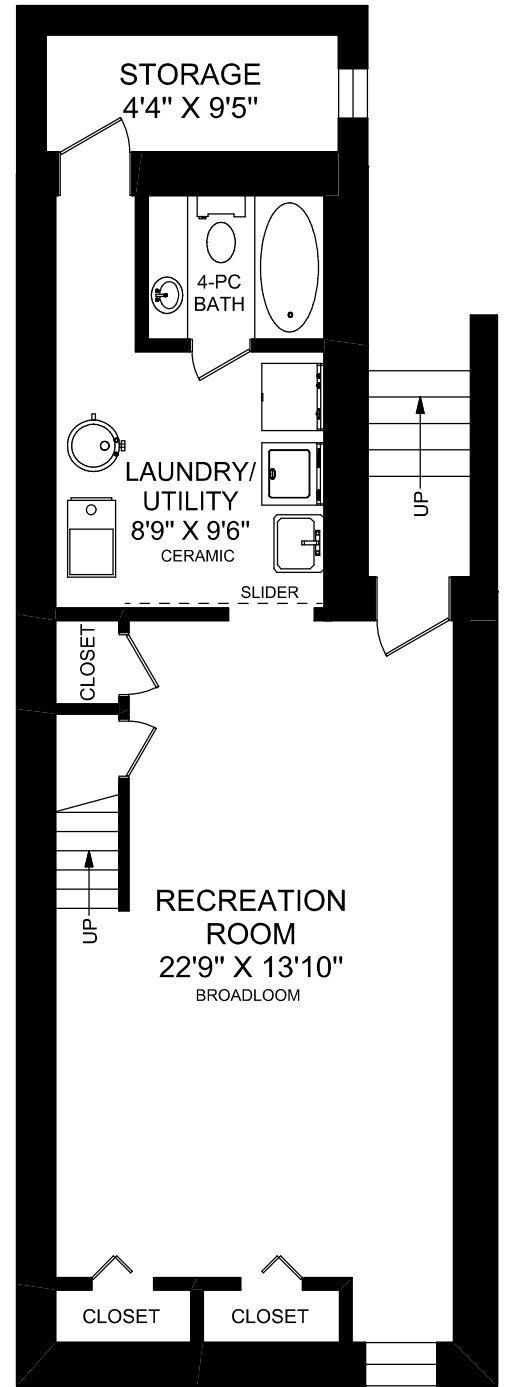 STORAGE
4'4" X 9'5"
4-PC
BATH
LAUNDRY/
UTILITY
8'9" X 9'6"
CERAMIC
UP
SLIDER
CLOSET
UP
RECREATION
ROOM
22'9" X 13'10"
BROADLOOM
CLOSET
CLOSET